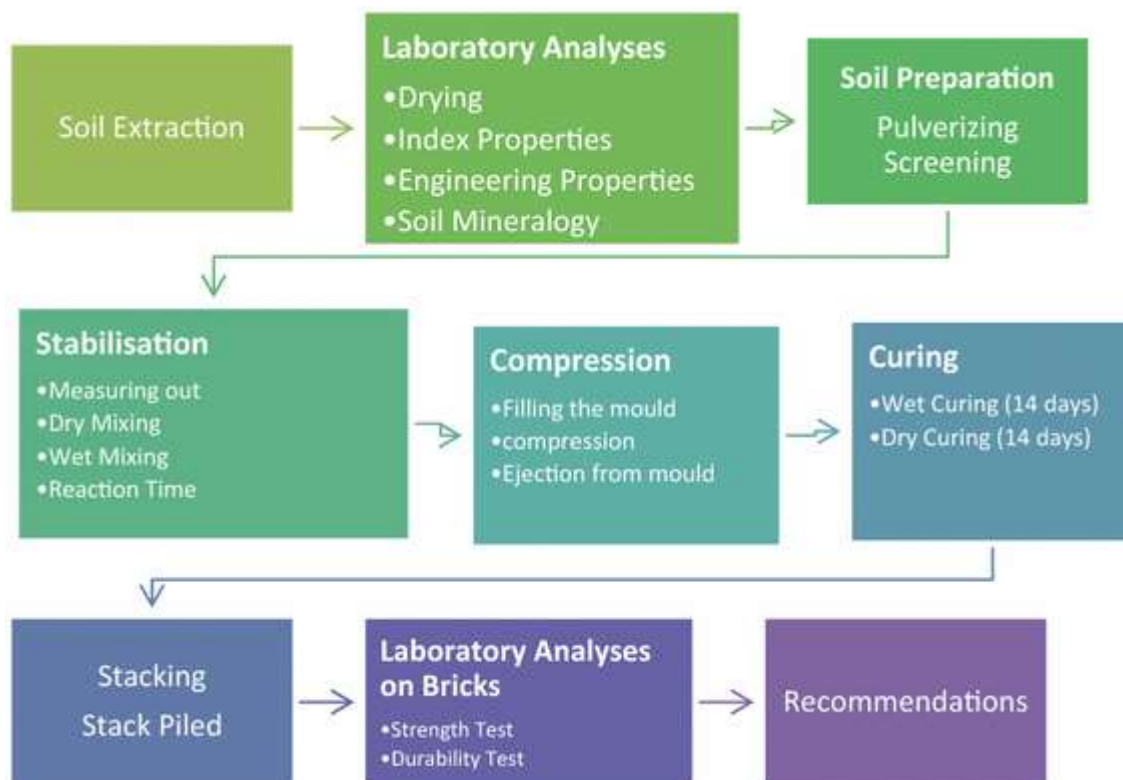 Soil Extraction
Laboratory Analyses
•Drying
•Index Properties
•Engineering Properties
•Soil Mineralogy
Soil Preparation
Pulverizing
Screening
Stabilisation
•Measuring out
•Dry Mixing
•Wet Mixing
•Reaction Time
Compression
•Filling the mould
•compression
•Ejection from mould
Curing
•Wet Curing (14 days)
•Dry Curing (14 days)
Stacking
Stack Piled
Laboratory Analyses
on Bricks
•Strength Test
•Durability Test
Recommendations